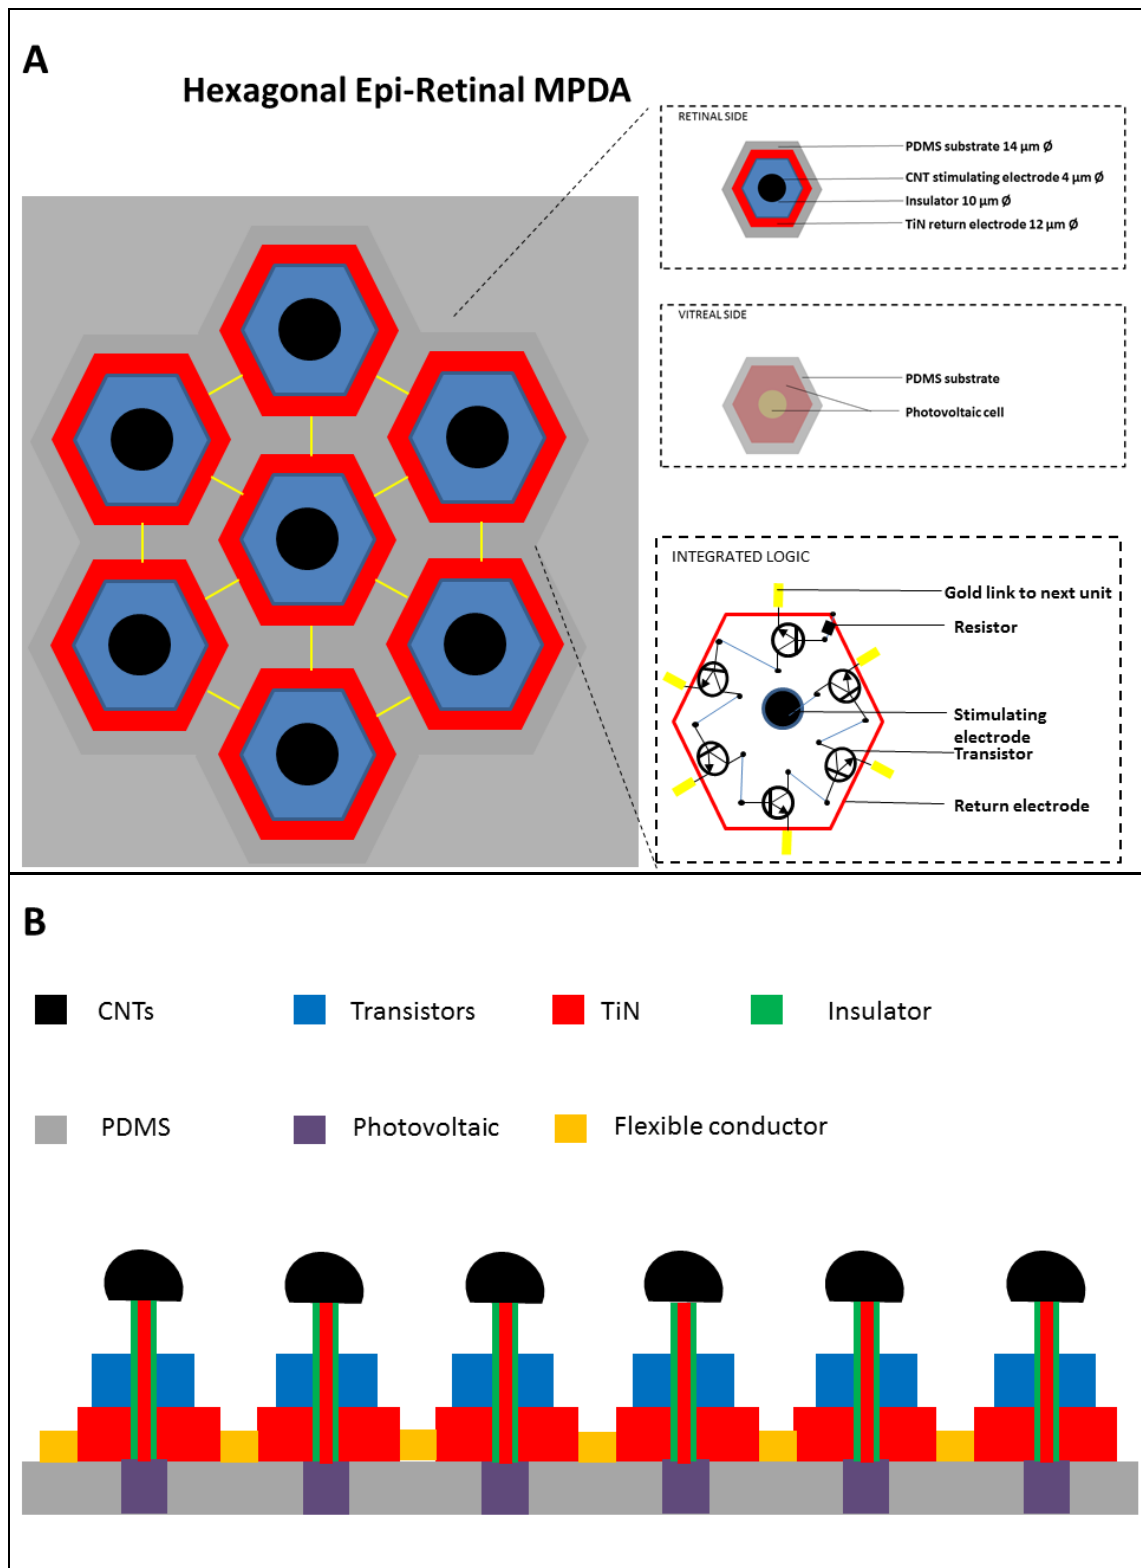 A
Hexagonal Epi-Retinal MPDA
RETINAL SIDE
PDMS substrate 14 µm Ø
CNT stimulating electrode 4 µm Ø
Insulator 10 µm Ø
TiN return electrode 12 µm Ø
VITREAL SIDE
PDMS substrate
Photovoltaic cell
INTEGRATED LOGIC
Gold link to next unit
Resistor
Stimulating
electrode
Transistor
Return electrode
B
CNTs
Transistors
TiN
Insulator
PDMS
Photovoltaic
Flexible conductor